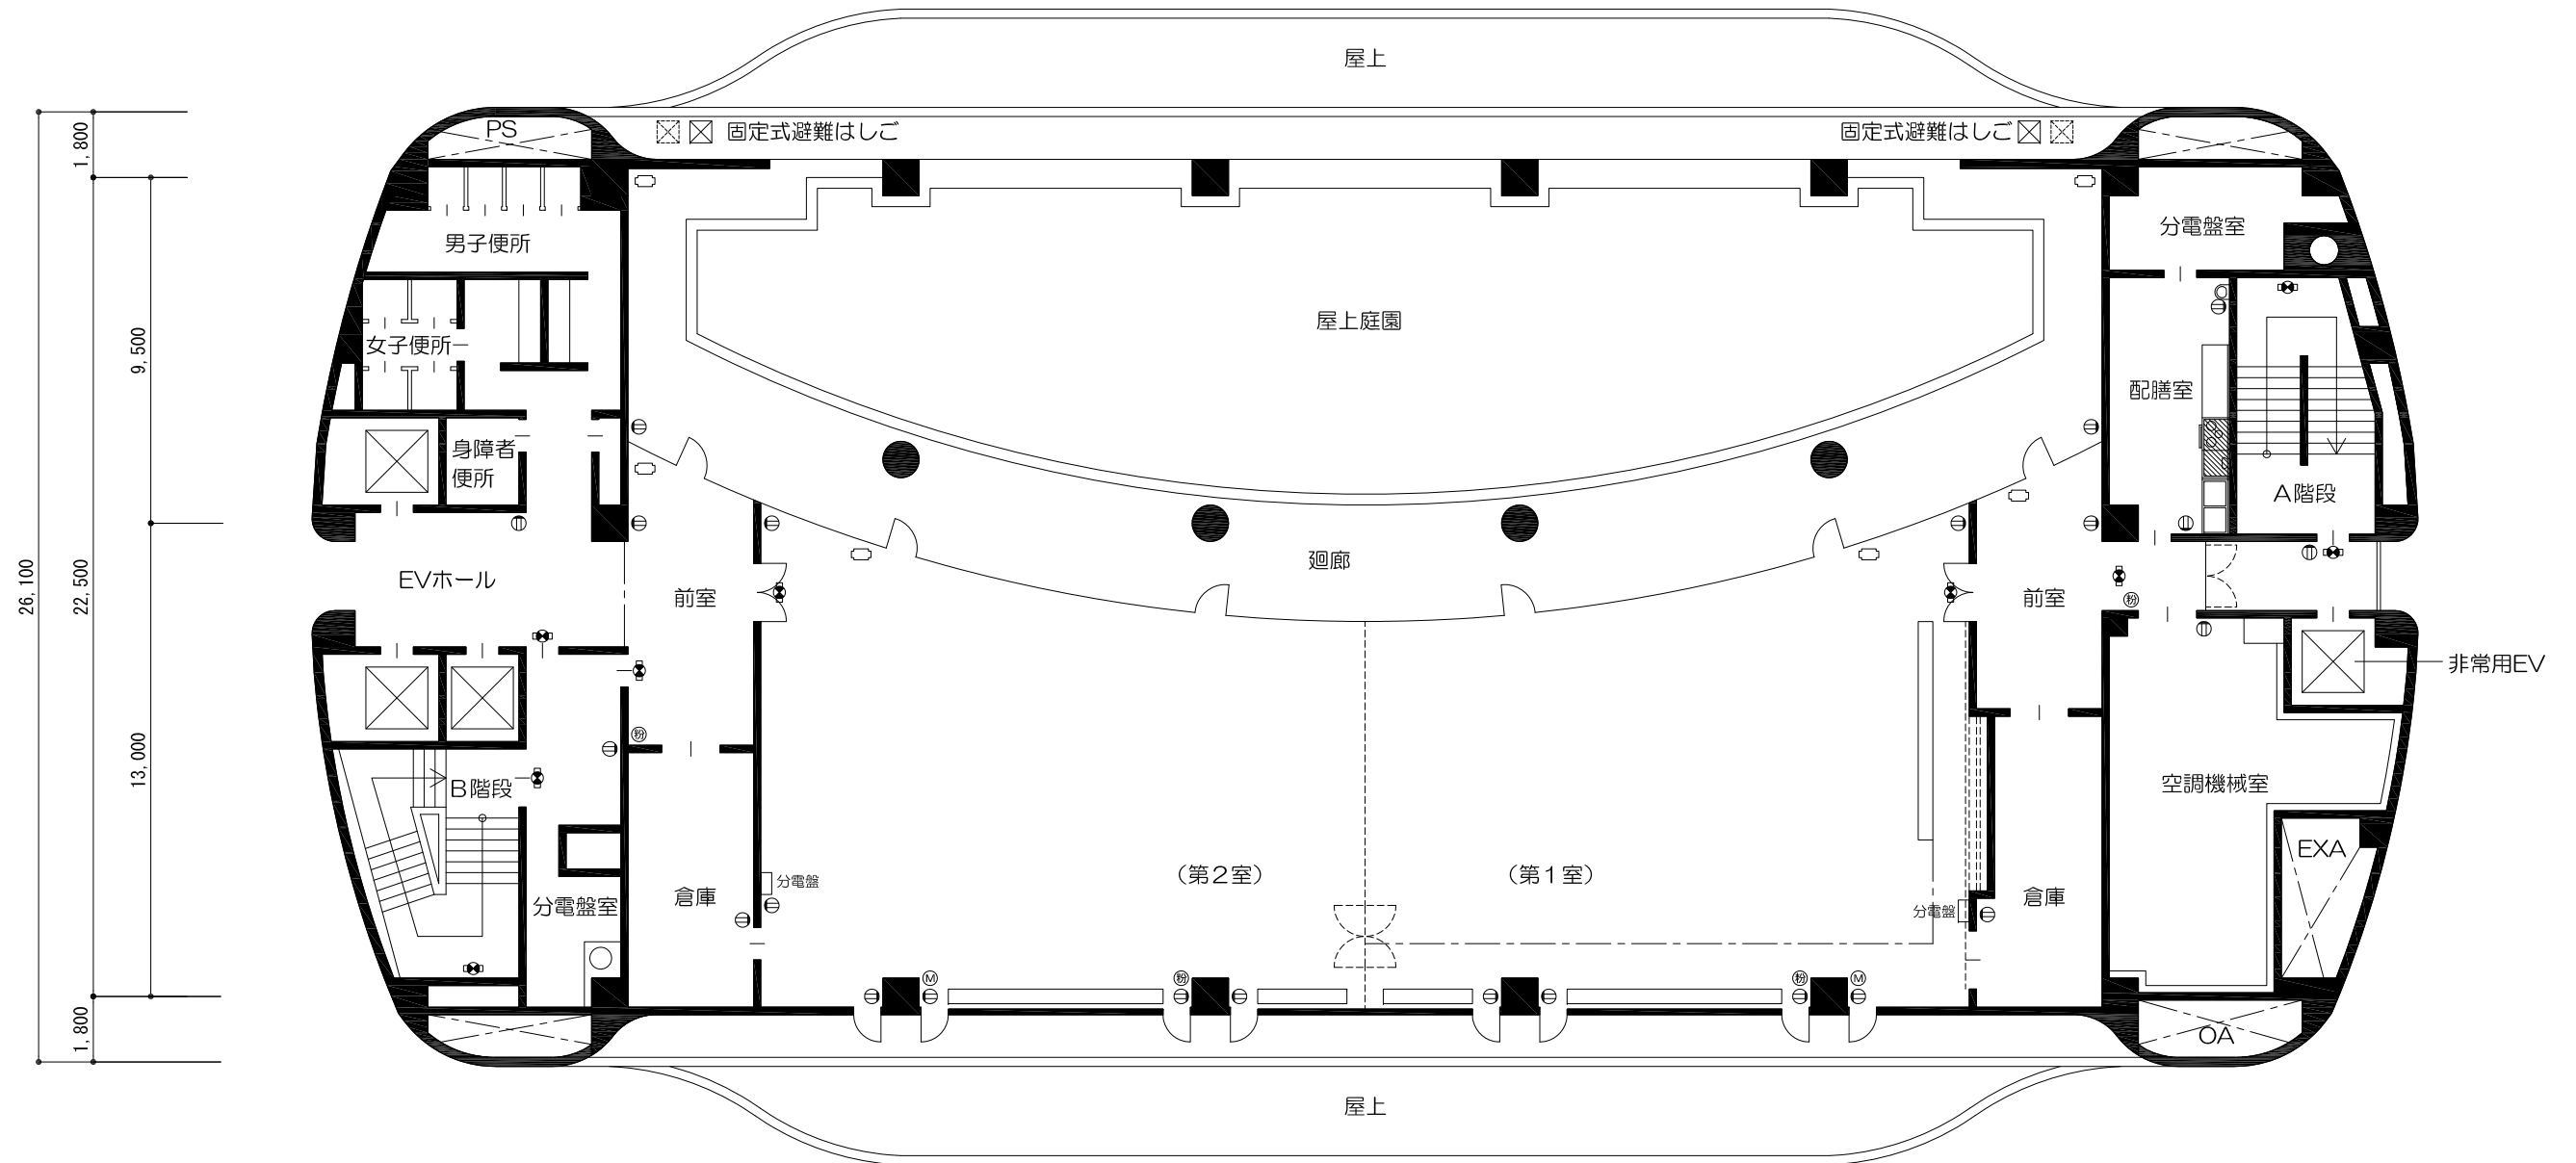 屋上
PS
固定式避難はしご
固定式避難はしご
1,800
男子便所
分電盤室
屋上庭園
女子便所
9,500
配膳室
身障者
便所
A階段
26,100
22,500
EVホール
前室
廻廊
前室
粉
非常用EV
粉
13,000
B階段
空調機械室
EXA
(第2室)
(第1室)
分電盤
倉庫
分電盤室
倉庫
分電盤
M
粉
粉
M
1,800
OA
屋上